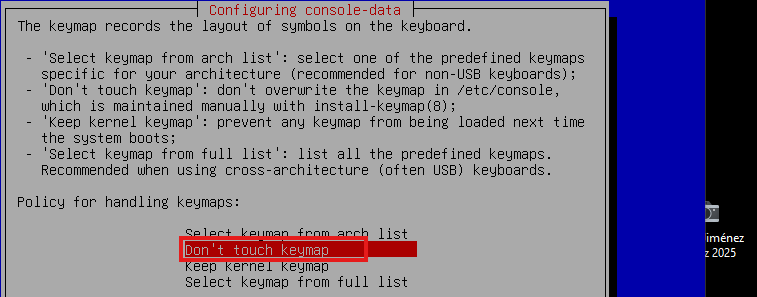 Configuring console-data
The keymap records the layout of symbols on the keyboard.
- 'Select keymap from arch list': select one of the predefined keymaps
specific for your architecture (recommended for non-USB keyboards);
- 'Don't touch keymap': don't overwrite the keymap in /etc/console,
which is maintained manually with install-keymap(8);
- 'Keep kernel keymap': prevent any keymap from being loaded next time
the system boots;
- 'Select keymap from full list': list all the predefined keymaps.
Recommended when using cross-architecture (often USB) keyboards.
Policy for handling keymaps:
Select keymap from arch list
Don't touch keymap
Keep kernel keymap
Select keymap from full list
iménez
z 2025